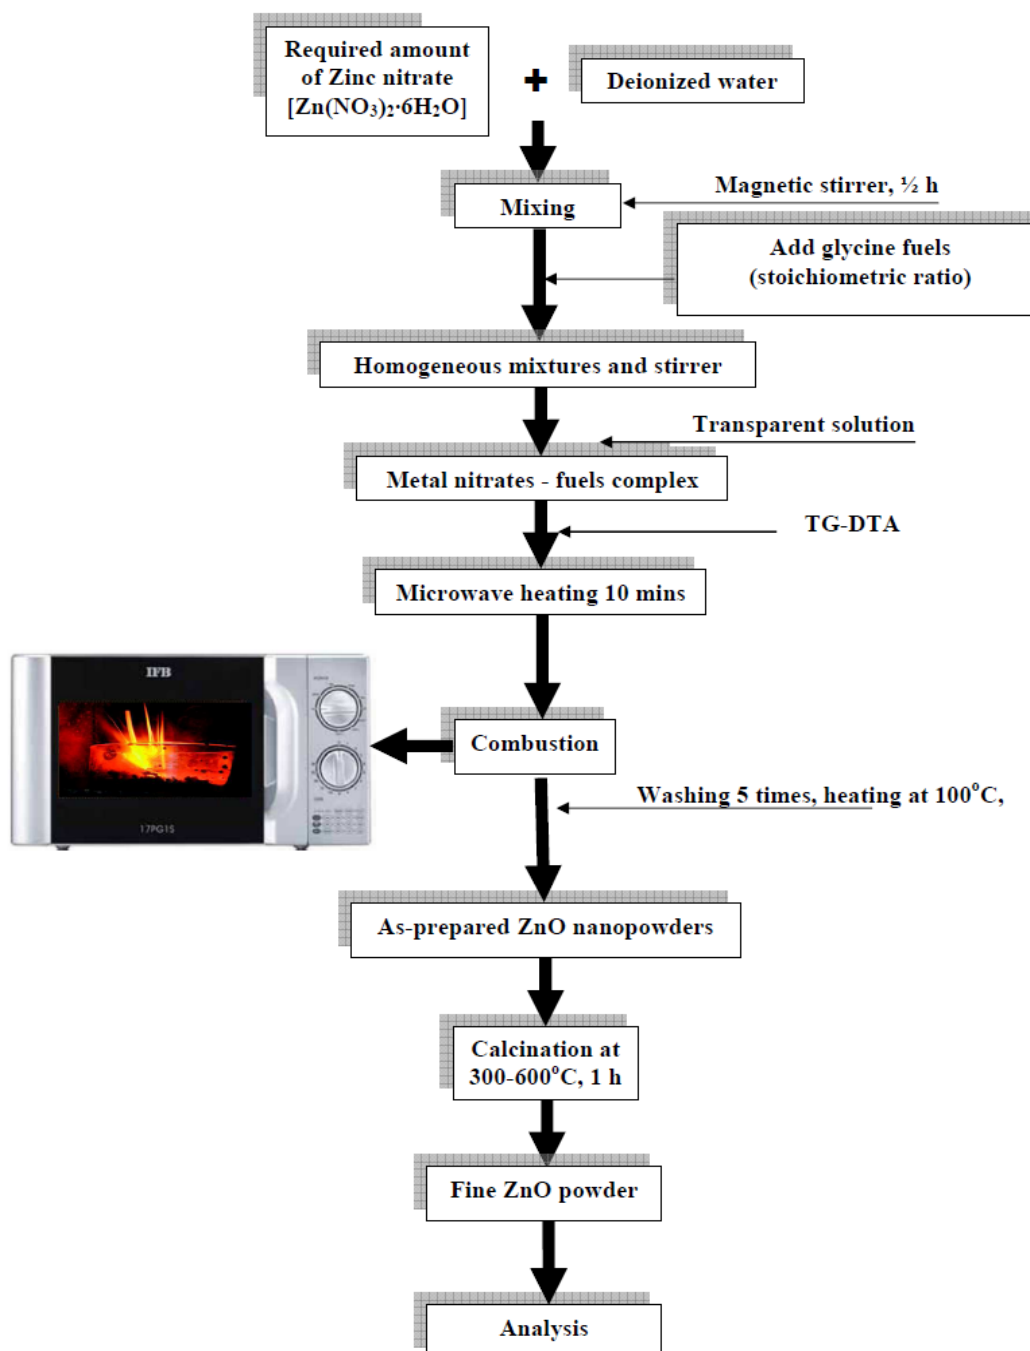 Required amount
of Zinc nitrate
[Zn(NO₃)₂·6H₂O]
+
Deionized water
Mixing
Magnetic stirrer, ½ h
Add glycine fuels
(stoichiometric ratio)
Homogeneous mixtures and stirrer
Transparent solution
Metal nitrates - fuels complex
TG-DTA
Microwave heating 10 mins
IFB
17PG1S
Combustion
Washing 5 times, heating at 100°C,
As-prepared ZnO nanopowders
Calcination at
300-600°C, 1 h
Fine ZnO powder
Analysis